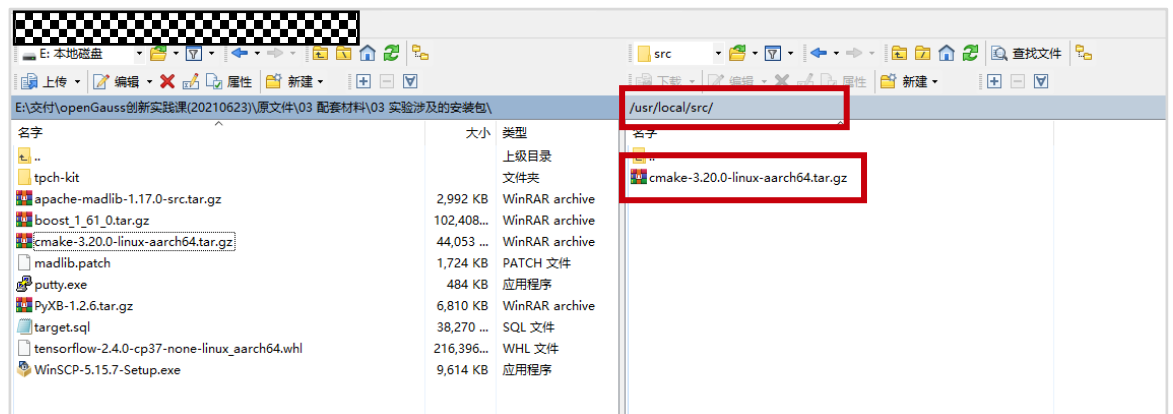 E: 本地磁盘
src
查找文件
上传
编辑
属性
新建
下载
编辑
属性
新建
E:\交付\openGauss创新实践课(20210623)\原文件\03 配套材料\03 实验涉及的安装包\
/usr/local/src/
名字 大小 类型
名字
.. 上级目录
..
tpch-kit 文件夹
cmake-3.20.0-linux-aarch64.tar.gz
apache-madlib-1.17.0-src.tar.gz 2,992 KB WinRAR archive
boost_1_61_0.tar.gz 102,408... WinRAR archive
cmake-3.20.0-linux-aarch64.tar.gz 44,053 ... WinRAR archive
madlib.patch 1,724 KB PATCH 文件
putty.exe 484 KB 应用程序
PyXB-1.2.6.tar.gz 6,810 KB WinRAR archive
target.sql 38,270 ... SQL 文件
tensorflow-2.4.0-cp37-none-linux_aarch64.whl 216,396... WHL 文件
WinSCP-5.15.7-Setup.exe 9,614 KB 应用程序